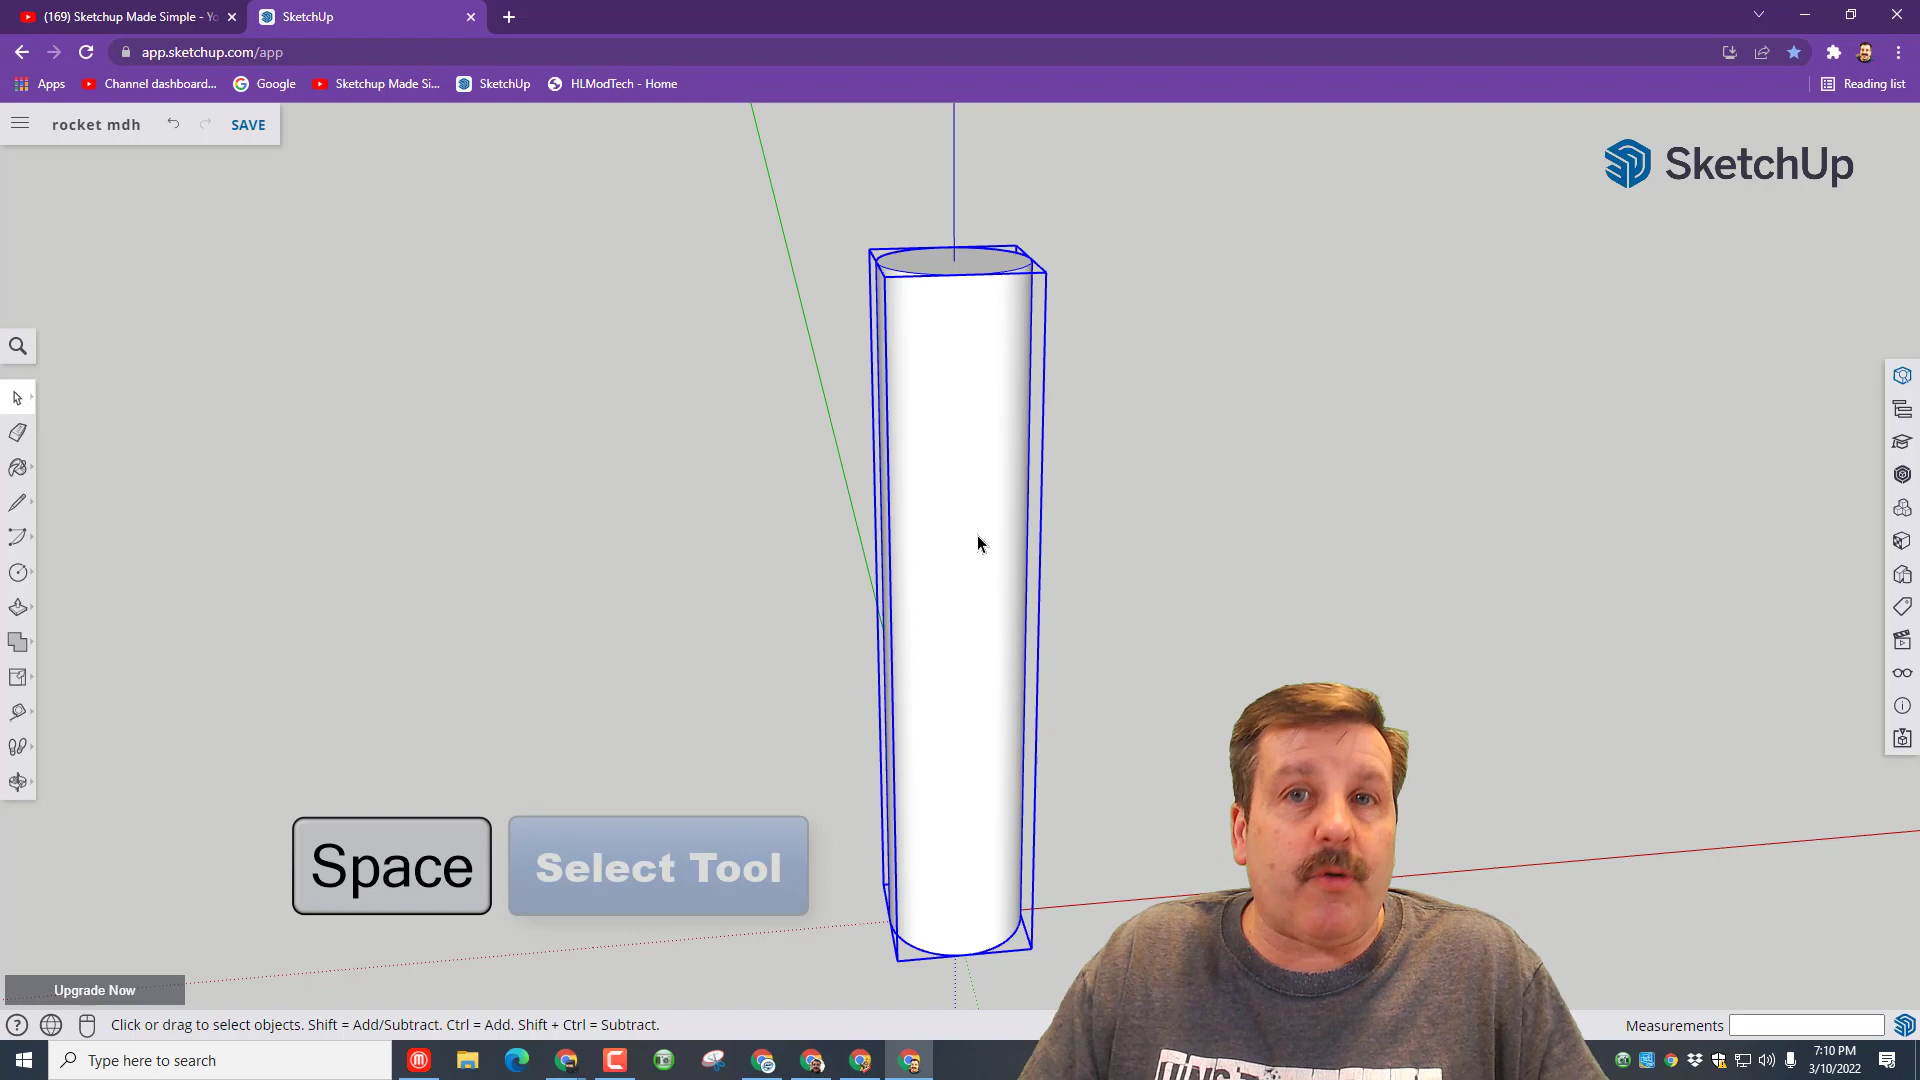 (169) Sketchup Made Simple - Yo
SketchUp
app.sketchup.com/app
Apps
Channel dashboard...
Google
Sketchup Made Si...
SketchUp
HLModTech - Home
Reading list
rocket mdh
SAVE
SketchUp
Space
Select Tool
Upgrade Now
Click or drag to select objects. Shift = Add/Subtract. Ctrl = Add. Shift + Ctrl = Subtract.
Measurements
Type here to search
7:10 PM
3/10/2022